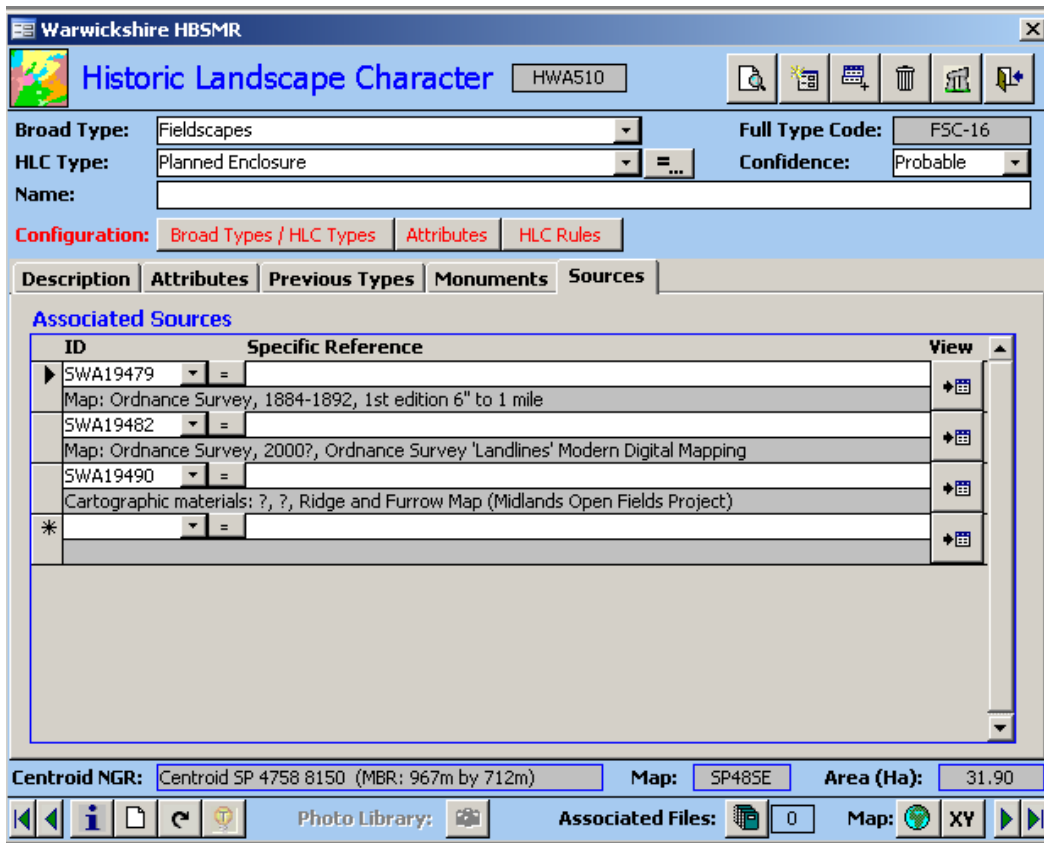 Warwickshire HBSMR
Historic Landscape Character HWA510
Broad Type: Fieldscapes Full Type Code: FSC-16
HLC Type: Planned Enclosure =... Confidence: Probable
Name:
Configuration: Broad Types / HLC Types Attributes HLC Rules
Description Attributes Previous Types Monuments Sources
Associated Sources
ID Specific Reference View
SWA19479 =
Map: Ordnance Survey, 1884-1892, 1st edition 6" to 1 mile
SWA19482 =
Map: Ordnance Survey, 2000?, Ordnance Survey 'Landlines' Modern Digital Mapping
SWA19490 =
Cartographic materials: ?, ?, Ridge and Furrow Map (Midlands Open Fields Project)
* =
Centroid NGR: Centroid SP 4758 8150 (MBR: 967m by 712m) Map: SP48SE Area (Ha): 31.90
i T Photo Library: Associated Files: 0 Map: XY